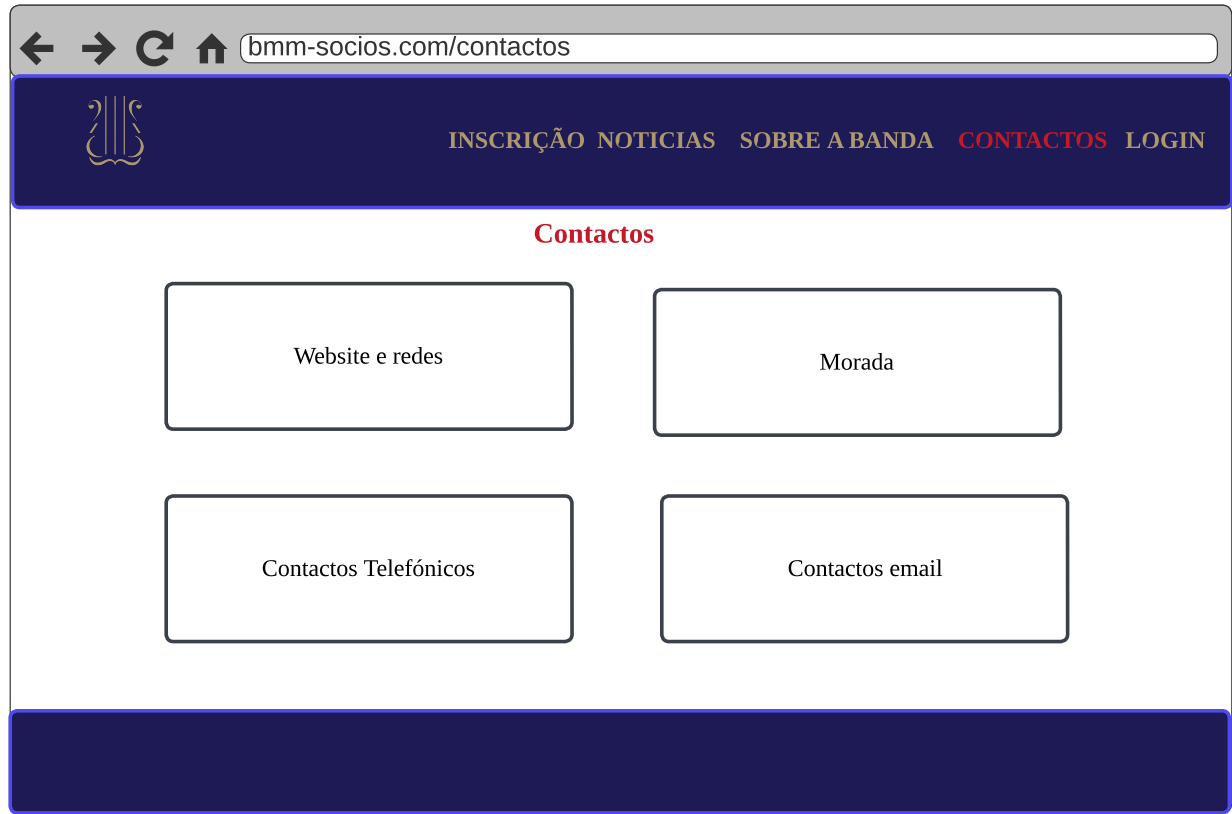 bmm-socios.com/contactos
INSCRIÇÃO NOTICIAS SOBRE A BANDA CONTACTOS LOGIN
Contactos
Website e redes
Morada
Contactos Telefónicos
Contactos email